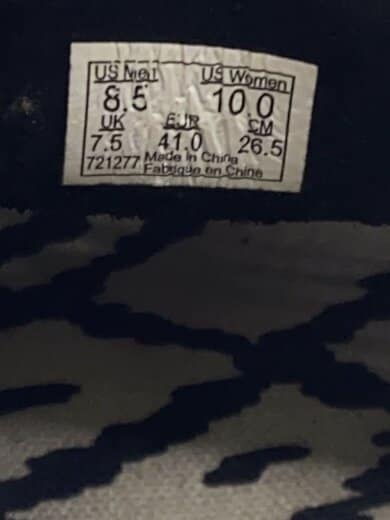 US Men US Women
8.5 10.0
UK EUR CM
7.5 41.0 26.5
721277 Made in China
Fabrique en Chine